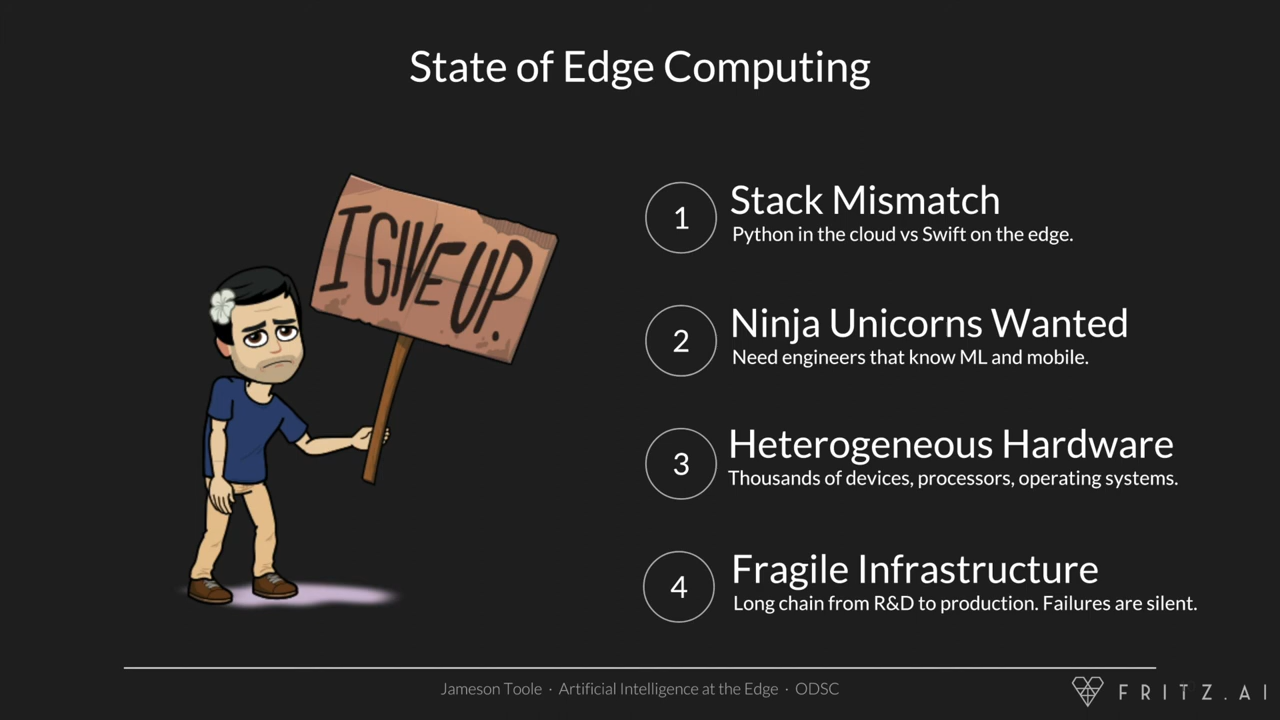 State of Edge Computing
I GIVE UP.
1
Stack Mismatch
Python in the cloud vs Swift on the edge.
2
Ninja Unicorns Wanted
Need engineers that know ML and mobile.
3
Heterogeneous Hardware
Thousands of devices, processors, operating systems.
4
Fragile Infrastructure
Long chain from R&D to production. Failures are silent.
Jameson Toole · Artificial Intelligence at the Edge · ODSC
FRITZ.AI